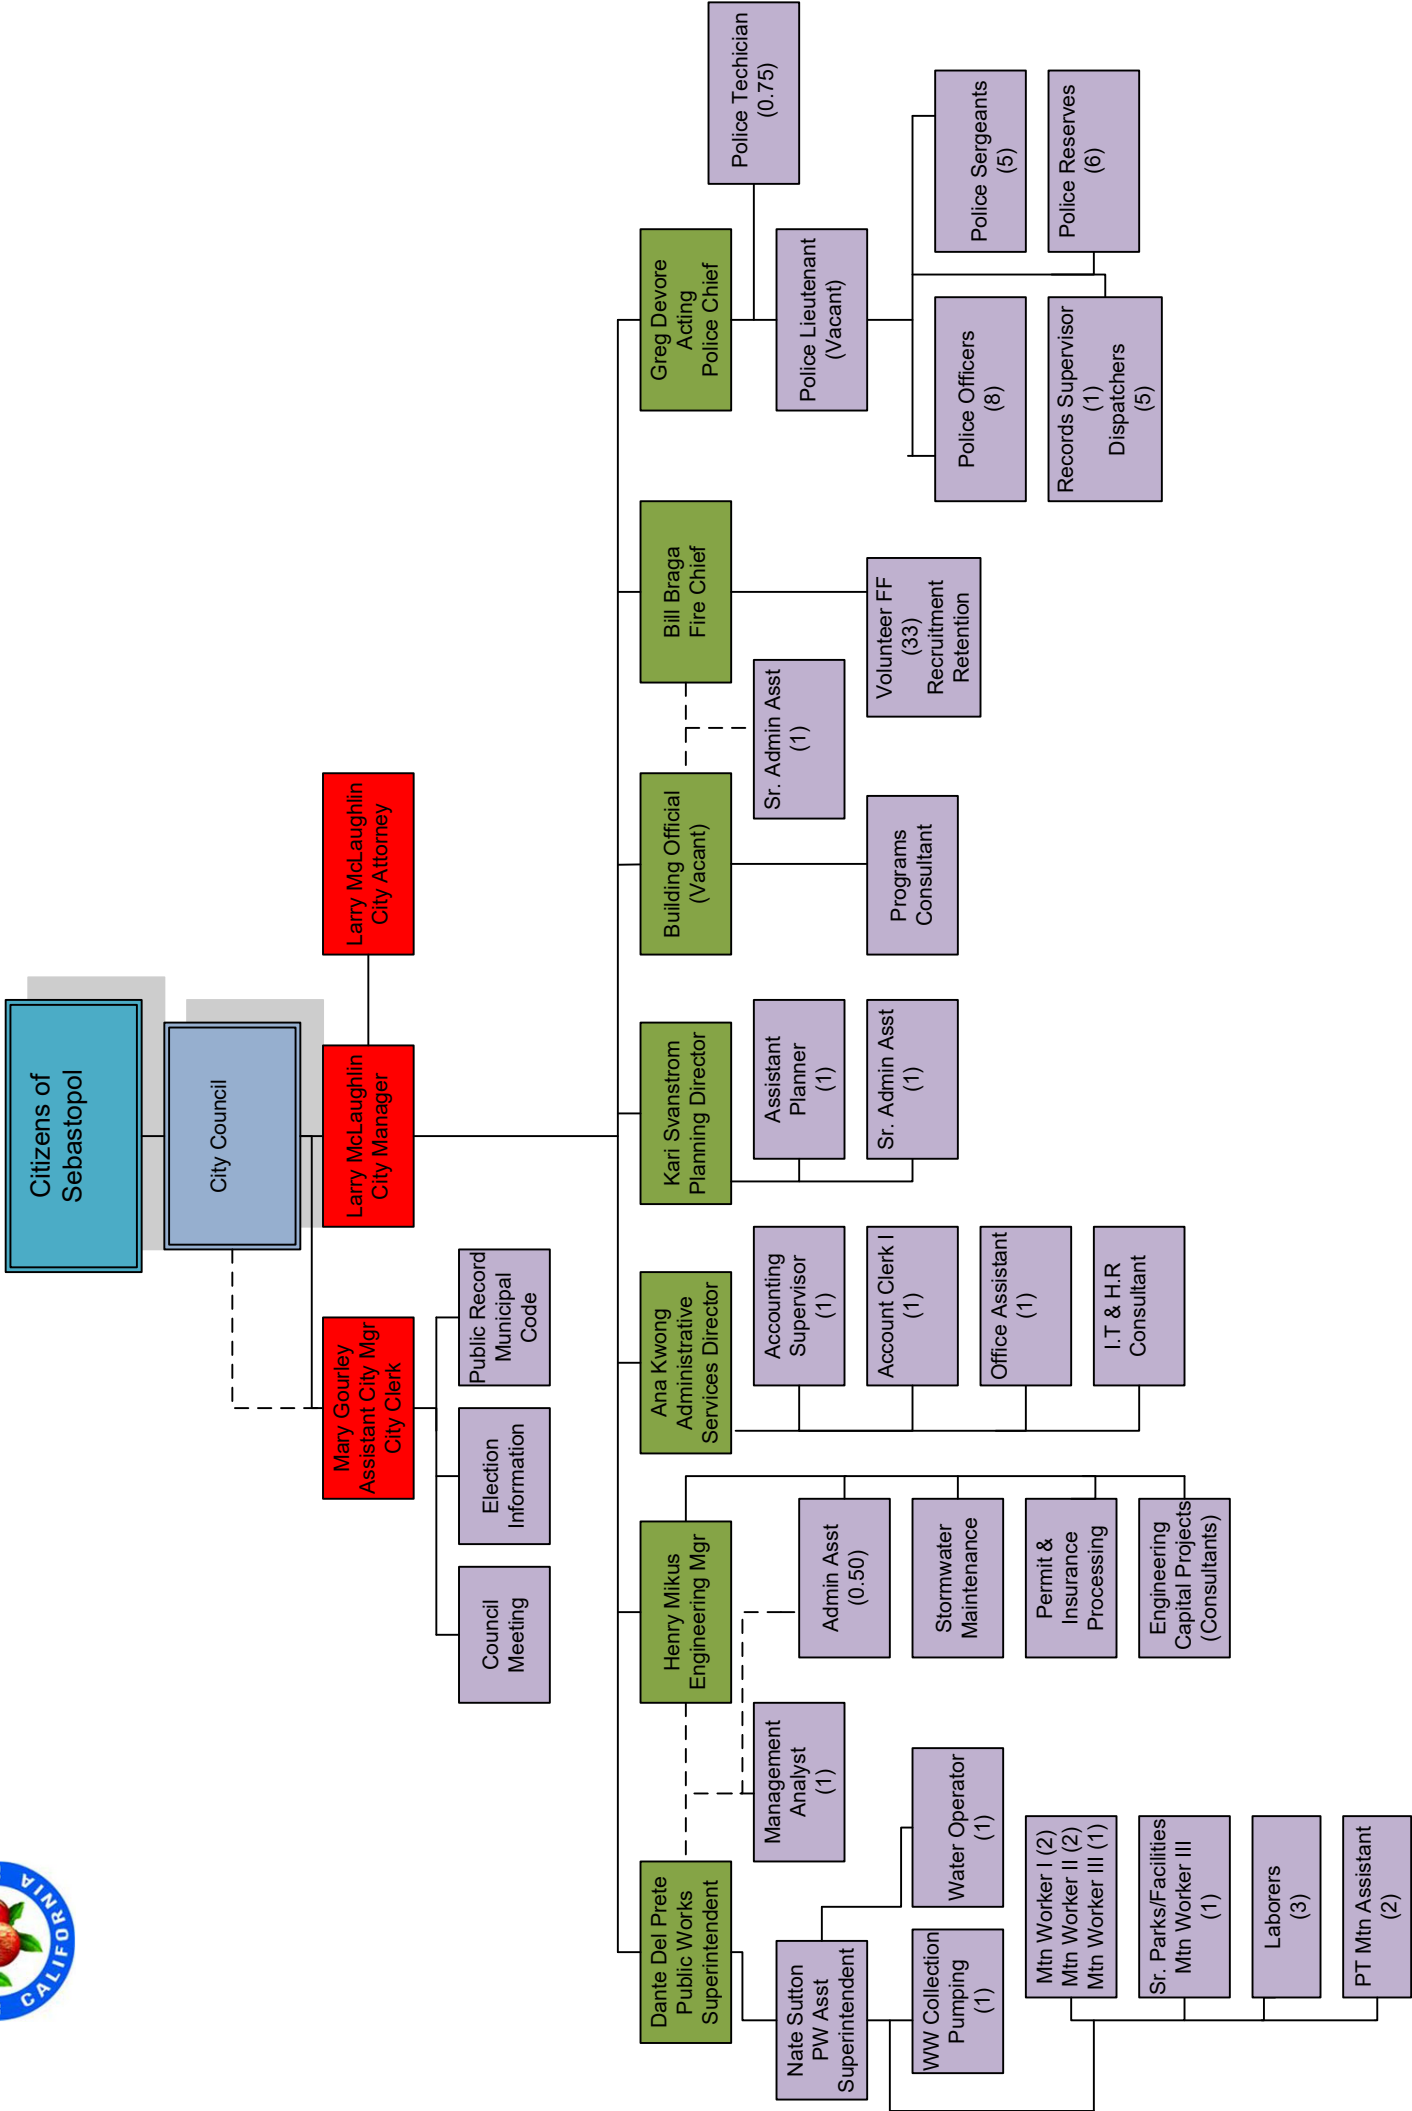 Citizens of
Sebastopol
City Council
Larry McLaughlin
City Manager
Larry McLaughlin
City Attorney
Mary Gourley
Assistant City Mgr
City Clerk
Council
Meeting
Election
Information
Public Record
Municipal
Code
Dante Del Prete
Public Works
Superintendent
Henry Mikus
Engineering Mgr
Ana Kwong
Administrative
Services Director
Kari Svanstrom
Planning Director
Building Official
(Vacant)
Bill Braga
Fire Chief
Greg Devore
Acting
Police Chief
Nate Sutton
PW Asst
Superintendent
WW Collection
Pumping
(1)
Water Operator
(1)
Mtn Worker I (2)
Mtn Worker II (2)
Mtn Worker III (1)
Sr. Parks/Facilities
Mtn Worker III
(1)
Laborers
(3)
PT Mtn Assistant
(2)
Management
Analyst
(1)
Admin Asst
(0.50)
Stormwater
Maintenance
Permit &
Insurance
Processing
Engineering
Capital Projects
(Consultants)
Accounting
Supervisor
(1)
Account Clerk I
(1)
Office Assistant
(1)
I.T & H.R
Consultant
Assistant
Planner
(1)
Sr. Admin Asst
(1)
Programs
Consultant
Sr. Admin Asst
(1)
Volunteer FF
(33)
Recruitment
Retention
Police Techician
(0.75)
Police Lieutenant
(Vacant)
Police Officers
(8)
Police Sergeants
(5)
Records Supervisor
(1)
Dispatchers
(5)
Police Reserves
(6)
CALIFORNIA